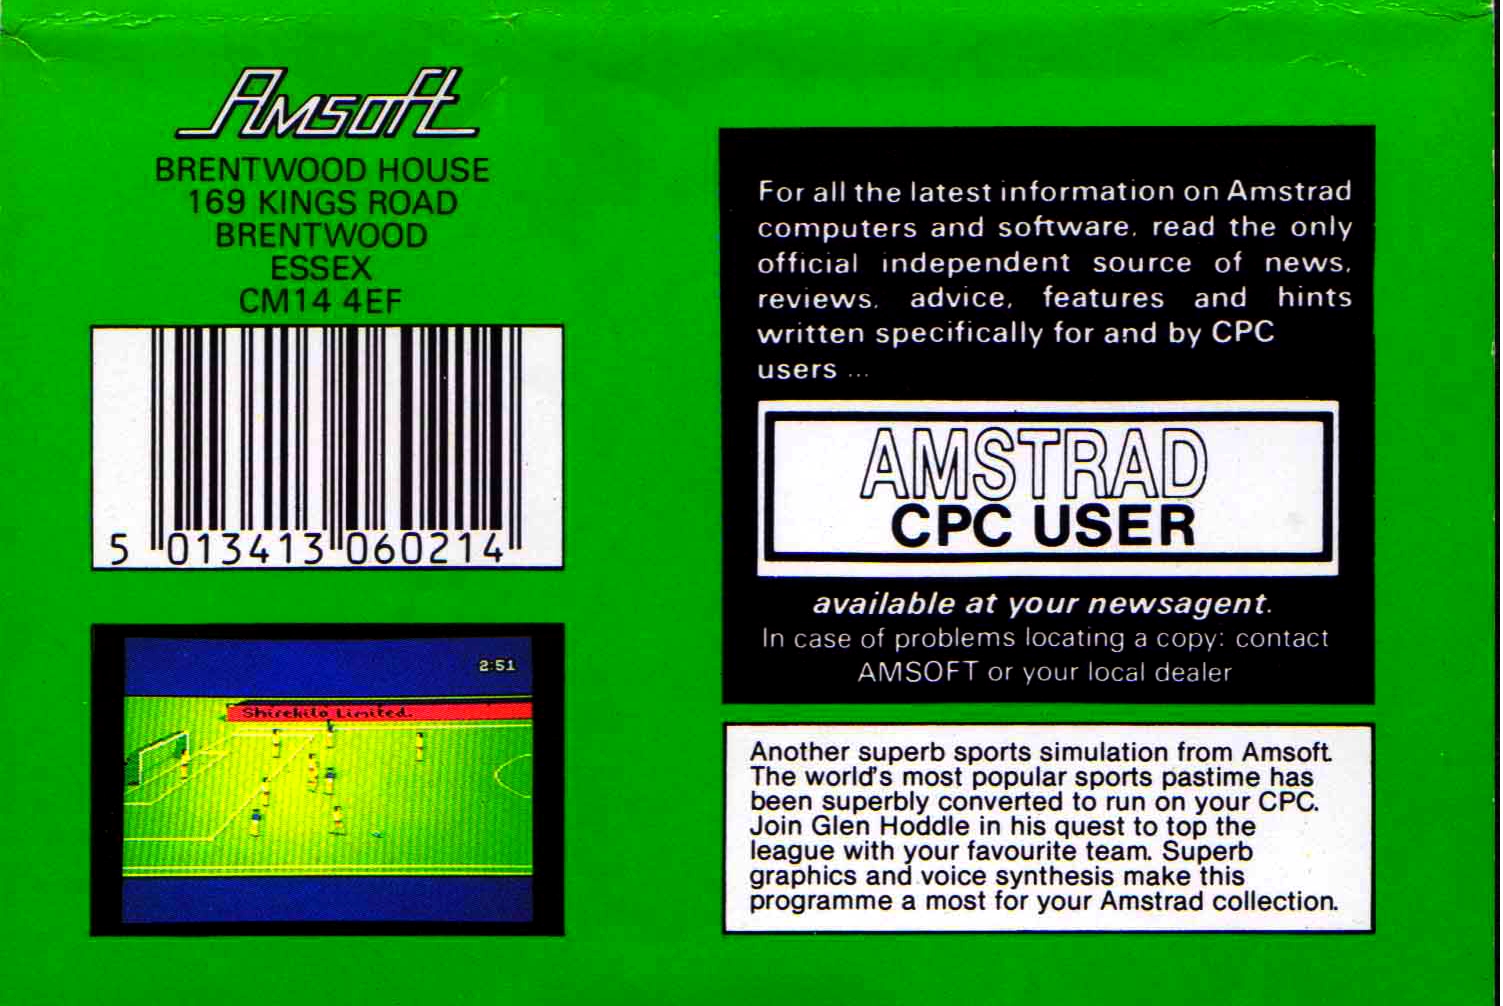 Amsoft
BRENTWOOD HOUSE
169 KINGS ROAD
BRENTWOOD
ESSEX
CM14 4EF
5 013413 060214
2:51
Shirekilo Limited.
For all the latest information on Amstrad
computers and software, read the only
official independent source of news,
reviews, advice, features and hints
written specifically for and by CPC
users ...
AMSTRAD
CPC USER
available at your newsagent.
In case of problems locating a copy: contact
AMSOFT or your local dealer
Another superb sports simulation from Amsoft.
The world's most popular sports pastime has
been superbly converted to run on your CPC.
Join Glen Hoddle in his quest to top the
league with your favourite team. Superb
graphics and voice synthesis make this
programme a most for your Amstrad collection.